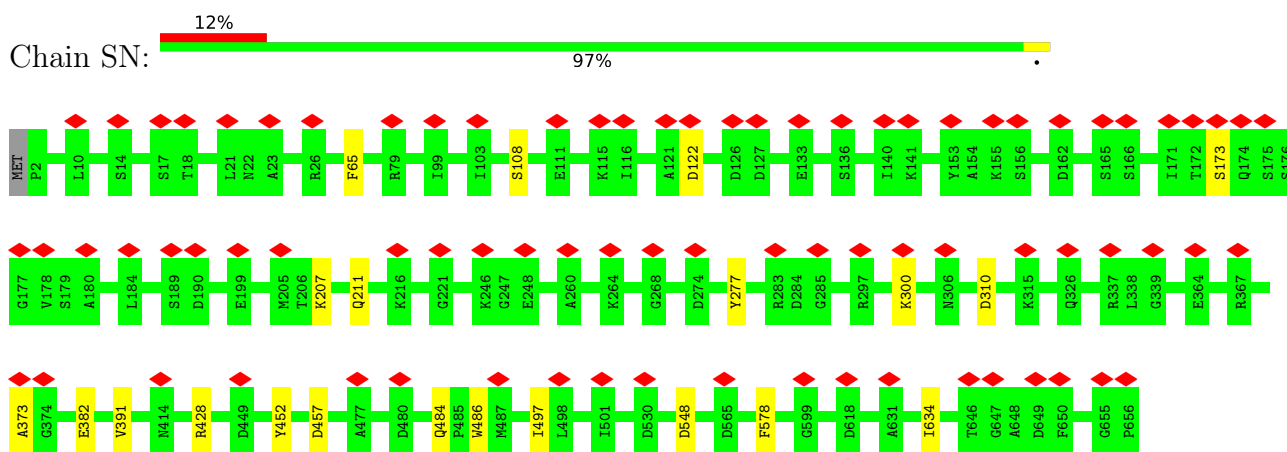 12%
Chain SN:
97%
MET P2 L10 S14 S17 T18 L21 N22 A23 R26 F65 R79 I99 I103 S108 E111 K115 I116 A121 D122 D126 D127 E133 S136 I140 K141 Y153 A154 K155 S156 D162 S165 S166 I171 T172 S173 Q174 S175 S176
G177 V178 S179 A180 L184 S189 D190 E199 M205 T206 K207 Q211 K216 G221 K246 G247 E248 A260 K264 G268 D274 Y277 R283 D284 G285 R297 K300 N306 D310 K315 Q326 R337 L338 G339 E364 R367
A373 G374 E382 V391 N414 R428 D449 Y452 D457 A477 D480 Q484 P485 W486 M487 I497 L498 I501 D530 D548 D565 F578 G599 D618 A631 I634 T646 G647 A648 D649 F650 G655 P656